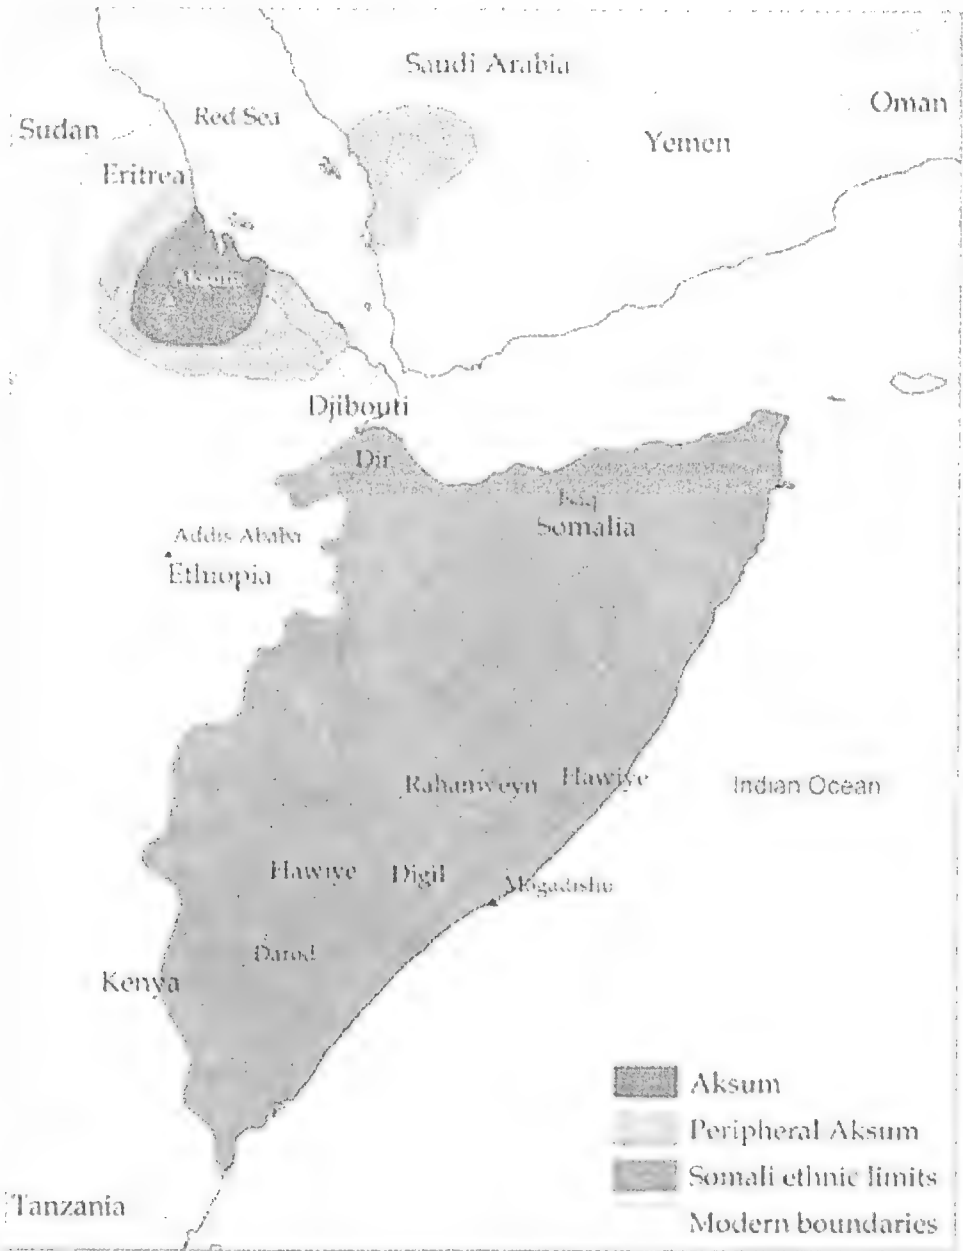 Saudi Arabia
Oman
Red Sea
Sudan
Yemen
Eritrea
Aksum
Djibouti
Dir
Isaq
Somalia
Addis Ababa
Ethiopia
Rahanweyn
Hawiye
Indian Ocean
Hawiye
Digil
Mogadishu
Darod
Kenya
Aksum
Peripheral Aksum
Somali ethnic limits
Tanzania
Modern boundaries